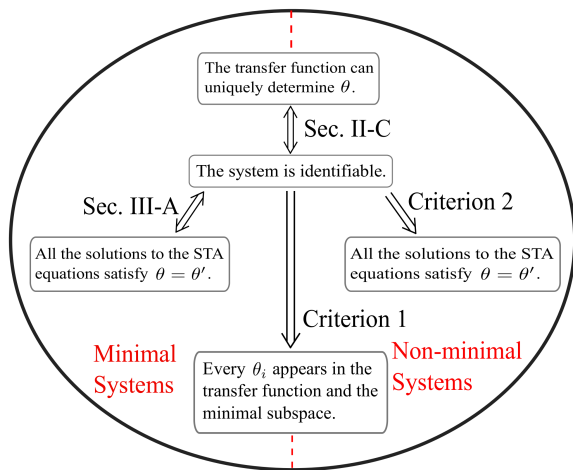 The transfer function can
uniquely determine θ.
Sec. II-C
The system is identifiable.
Sec. III-A
Criterion 2
All the solutions to the STA
equations satisfy θ = θ′.
All the solutions to the STA
equations satisfy θ = θ′.
Criterion 1
Minimal
Systems
Non-minimal
Systems
Every θᵢ appears in the
transfer function and the
minimal subspace.